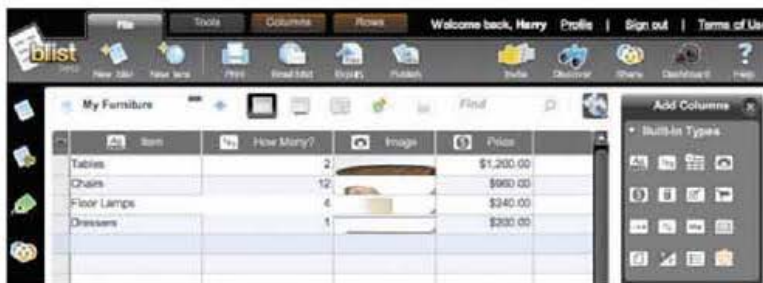 File Tools Columns Rows Welcome back, Harry Profile | Sign out | Terms of Us
blist
beta
New blist New lens Print Email blist Export Publish Invite Discover Share Dashboard Help
My Furniture Find Add Columns
Built-In Types
Item How Many? Image Price
Tables 2 $1,200.00
Chairs 12 $960.00
Floor Lamps 4 $240.00
Dressers 1 $200.00